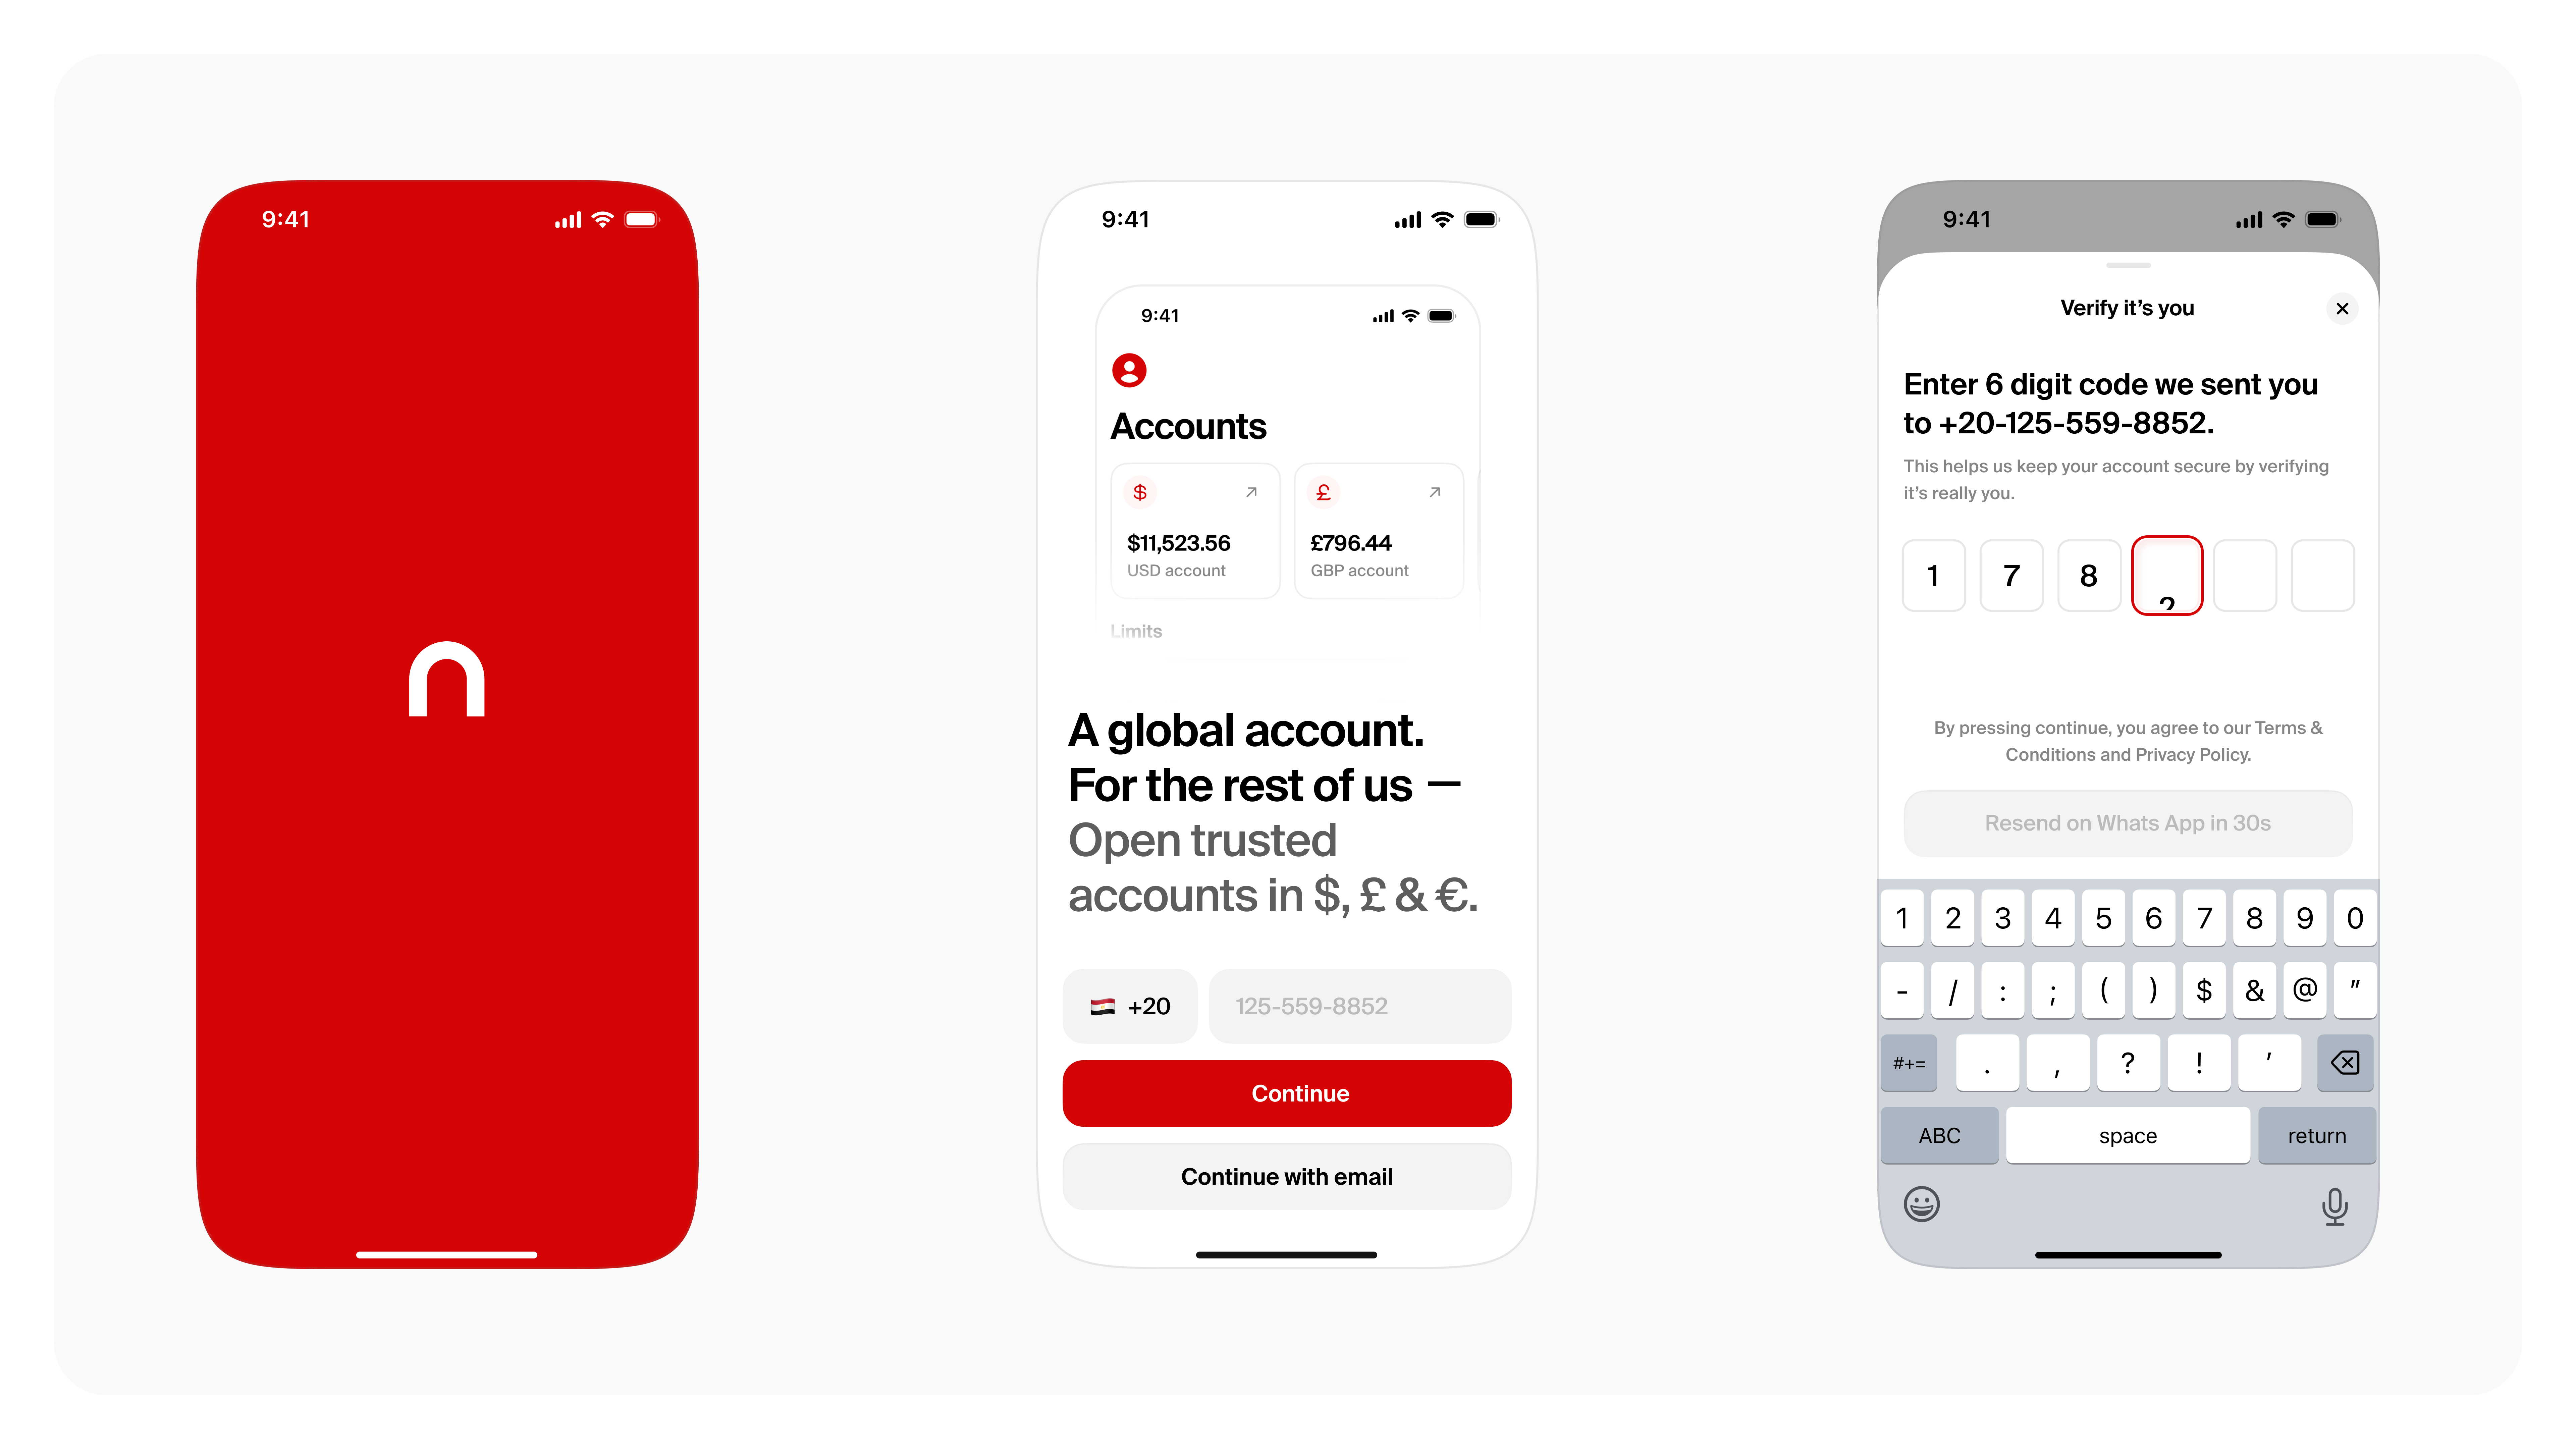 9:41
n
9:41
9:41
Accounts
$11,523.56
USD account
£796.44
GBP account
Limits
A global account.
For the rest of us —
Open trusted
accounts in $, £ & €.
+20
125-559-8852
Continue
Continue with email
9:41
Verify it’s you
Enter 6 digit code we sent you
to +20-125-559-8852.
This helps us keep your account secure by verifying
it’s really you.
1 7 8
By pressing continue, you agree to our Terms &
Conditions and Privacy Policy.
Resend on Whats App in 30s
1 2 3 4 5 6 7 8 9 0
- / : ; ( ) $ & @ ”
#+= . , ? ! ’
ABC space return